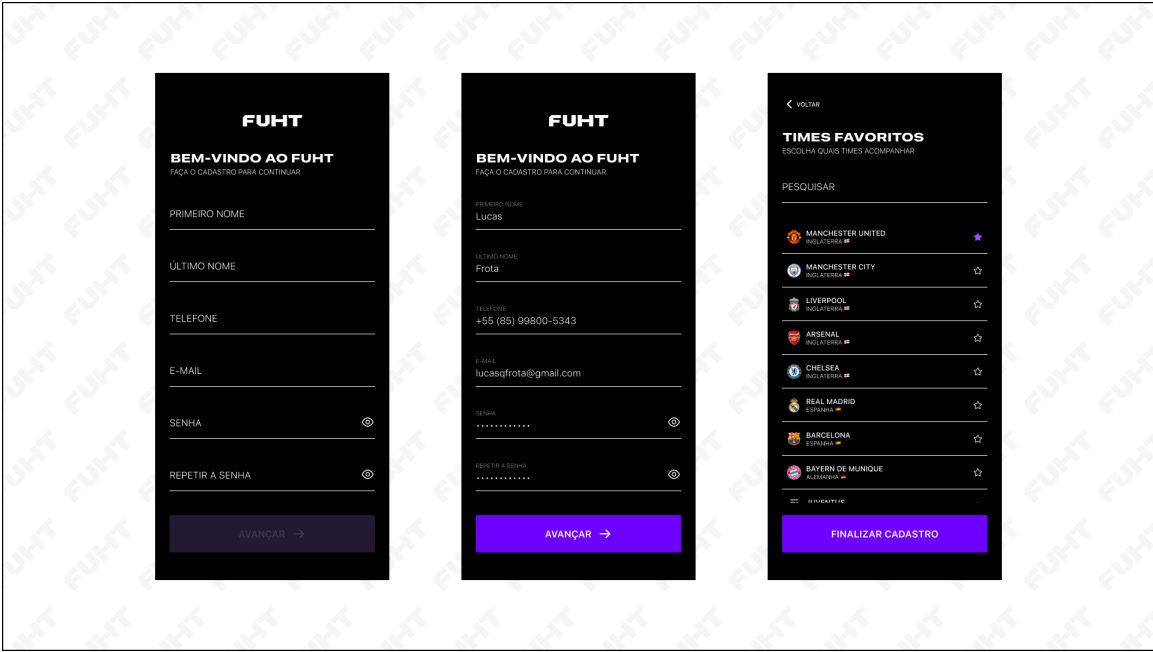 FUHT
BEM-VINDO AO FUHT
FAÇA O CADASTRO PARA CONTINUAR
PRIMEIRO NOME
ÚLTIMO NOME
TELEFONE
E-MAIL
SENHA
REPETIR A SENHA
AVANÇAR →
FUHT
BEM-VINDO AO FUHT
FAÇA O CADASTRO PARA CONTINUAR
PRIMEIRO NOME
Lucas
ÚLTIMO NOME
Frota
TELEFONE
+55 (85) 99800-5343
E-MAIL
lucasqfrota@gmail.com
SENHA
............
REPETIR A SENHA
............
AVANÇAR →
VOLTAR
TIMES FAVORITOS
ESCOLHA QUAIS TIMES ACOMPANHAR
PESQUISAR
MANCHESTER UNITED
INGLATERRA
MANCHESTER CITY
INGLATERRA
LIVERPOOL
INGLATERRA
ARSENAL
INGLATERRA
CHELSEA
INGLATERRA
REAL MADRID
ESPANHA
BARCELONA
ESPANHA
BAYERN DE MUNIQUE
ALEMANHA
JUVENTUS
FINALIZAR CADASTRO